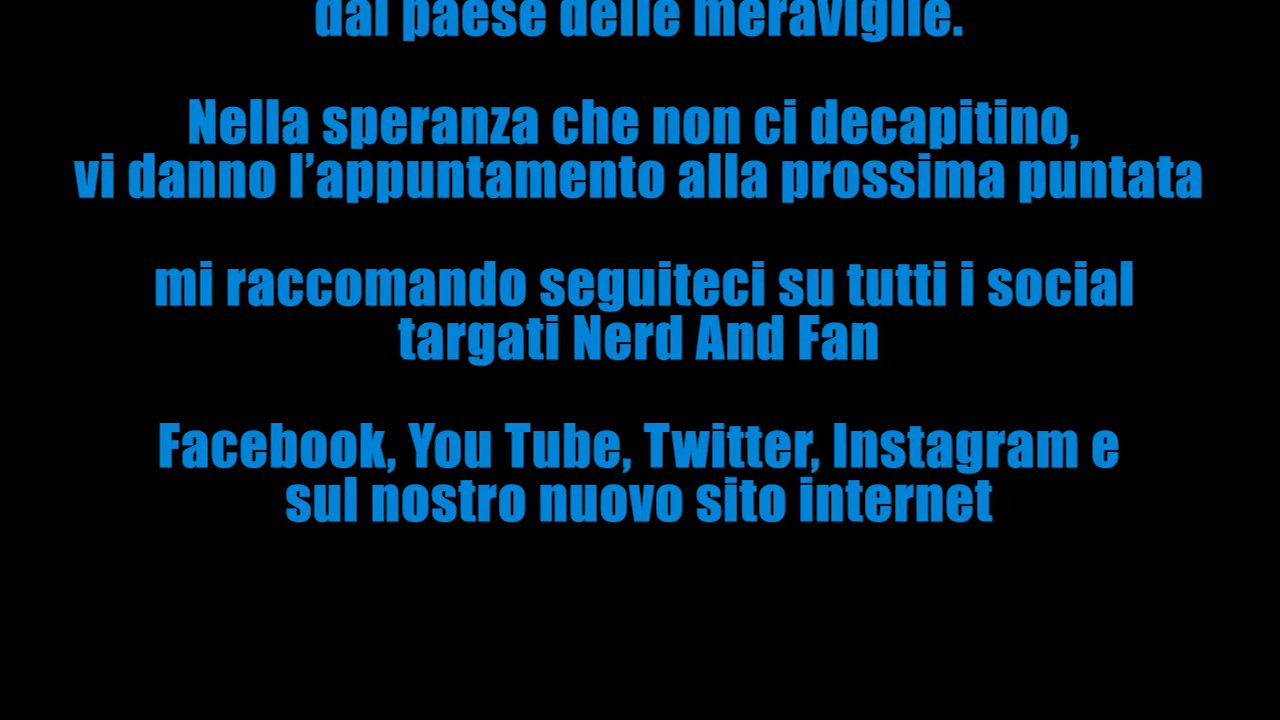 dal paese delle meraviglie.
Nella speranza che non ci decapitino,
vi danno l’appuntamento alla prossima puntata
mi raccomando seguiteci su tutti i social
targati Nerd And Fan
Facebook, You Tube, Twitter, Instagram e
sul nostro nuovo sito internet